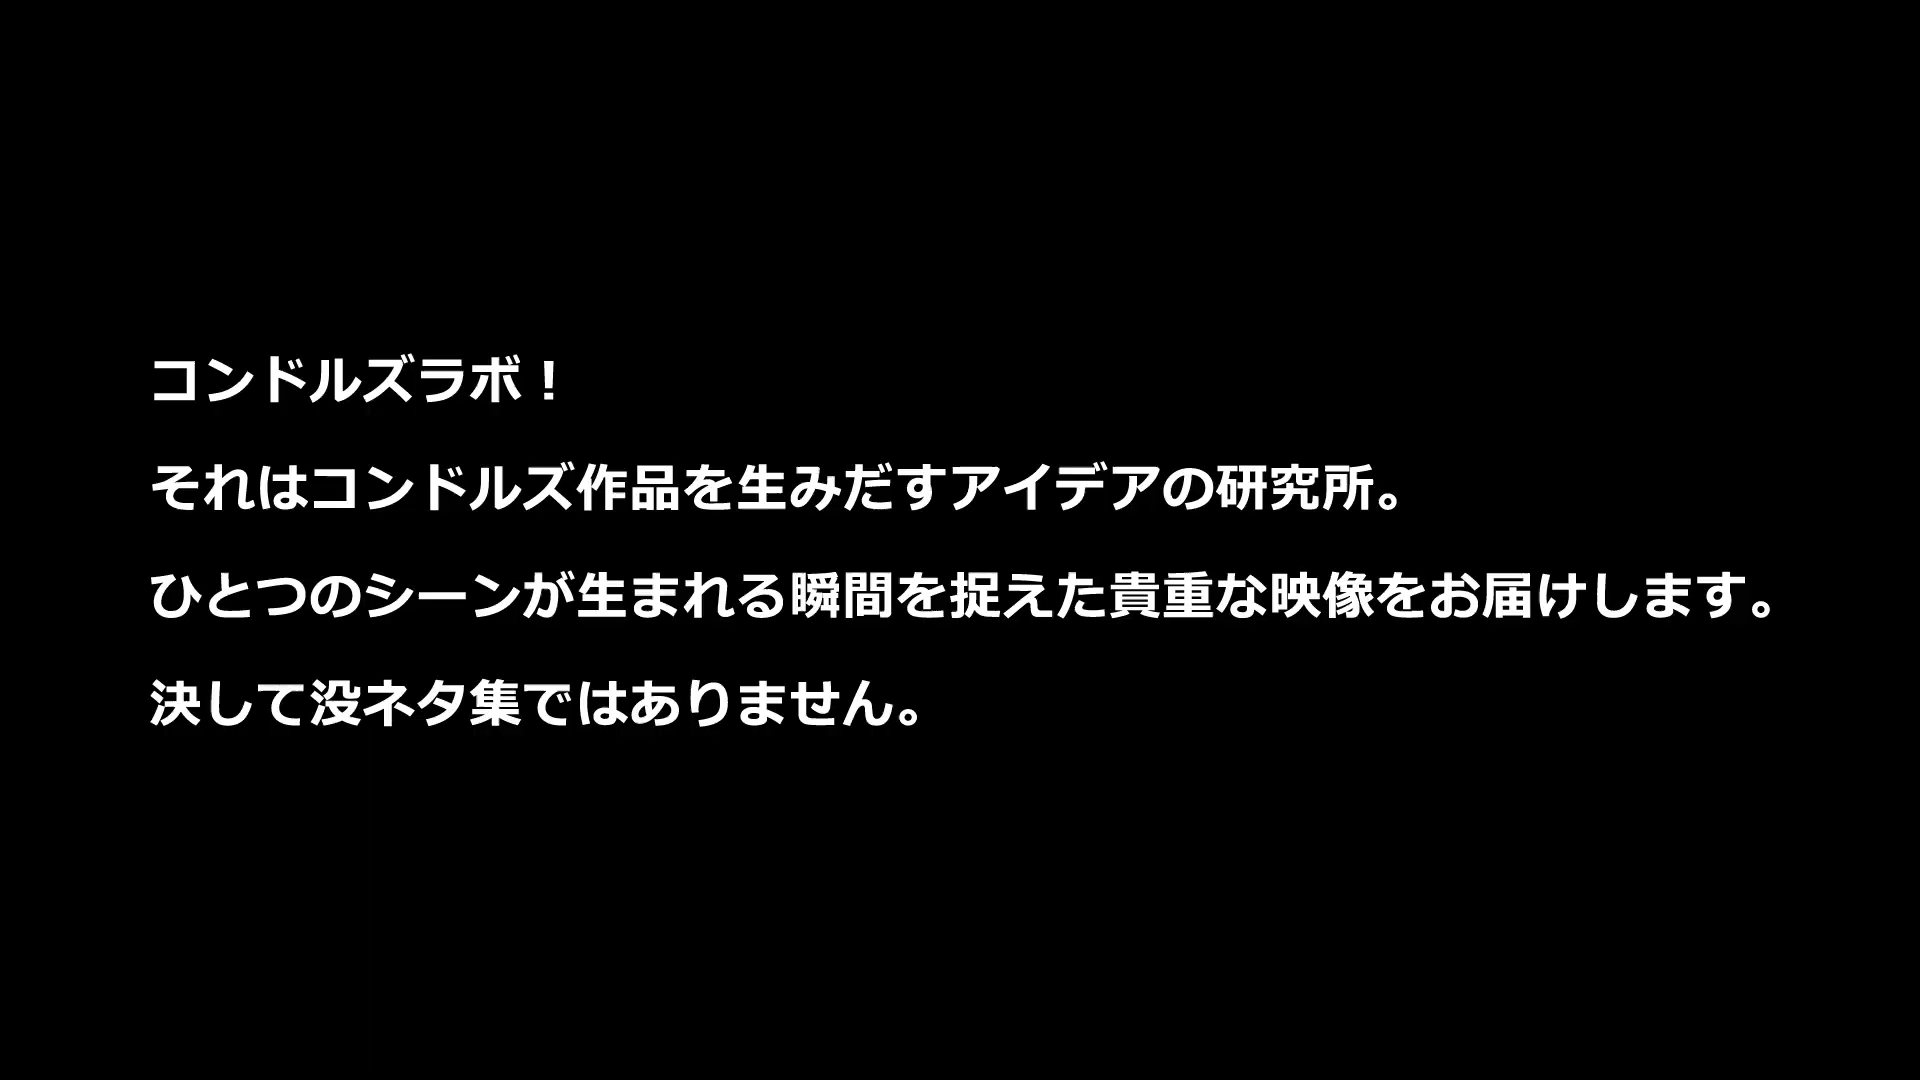 コンドルズラボ！
それはコンドルズ作品を生みだすアイデアの研究所。
ひとつのシーンが生まれる瞬間を捉えた貴重な映像をお届けします。
決して没ネタ集ではありません。